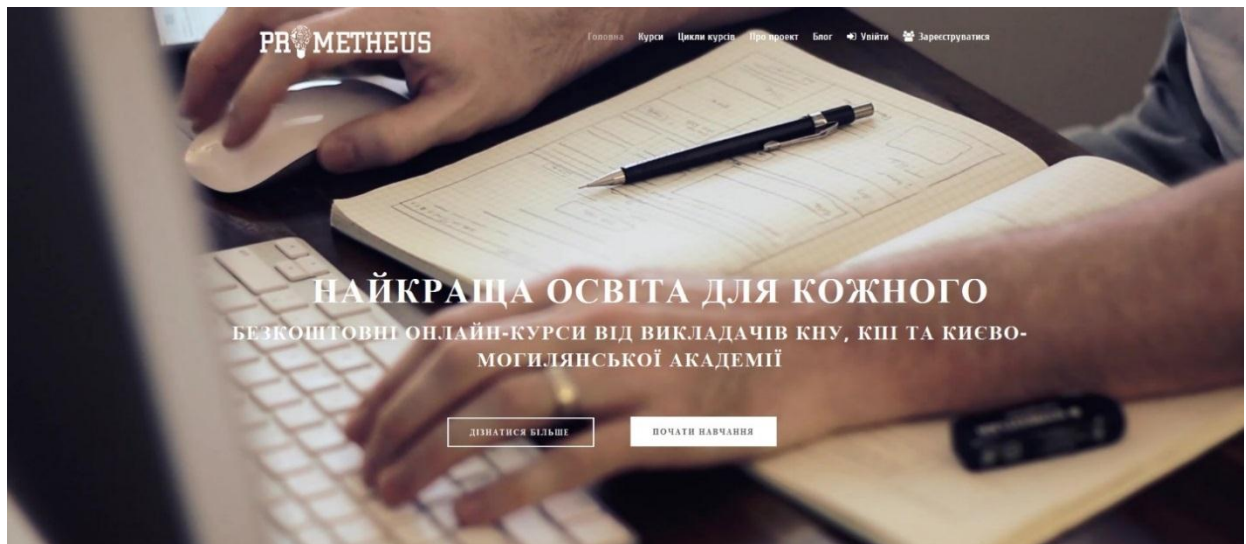 PROMETHEUS
Головна Курси Цикли курсів Про проект Блог Увійти Зареєструватися
НАЙКРАЩА ОСВІТА ДЛЯ КОЖНОГО
БЕЗКОШТОВНІ ОНЛАЙН-КУРСИ ВІД ВИКЛАДАЧІВ КНУ, КПІ ТА КИЄВО-
МОГИЛЯНСЬКОЇ АКАДЕМІЇ
ДІЗНАТИСЯ БІЛЬШЕ ПОЧАТИ НАВЧАННЯ